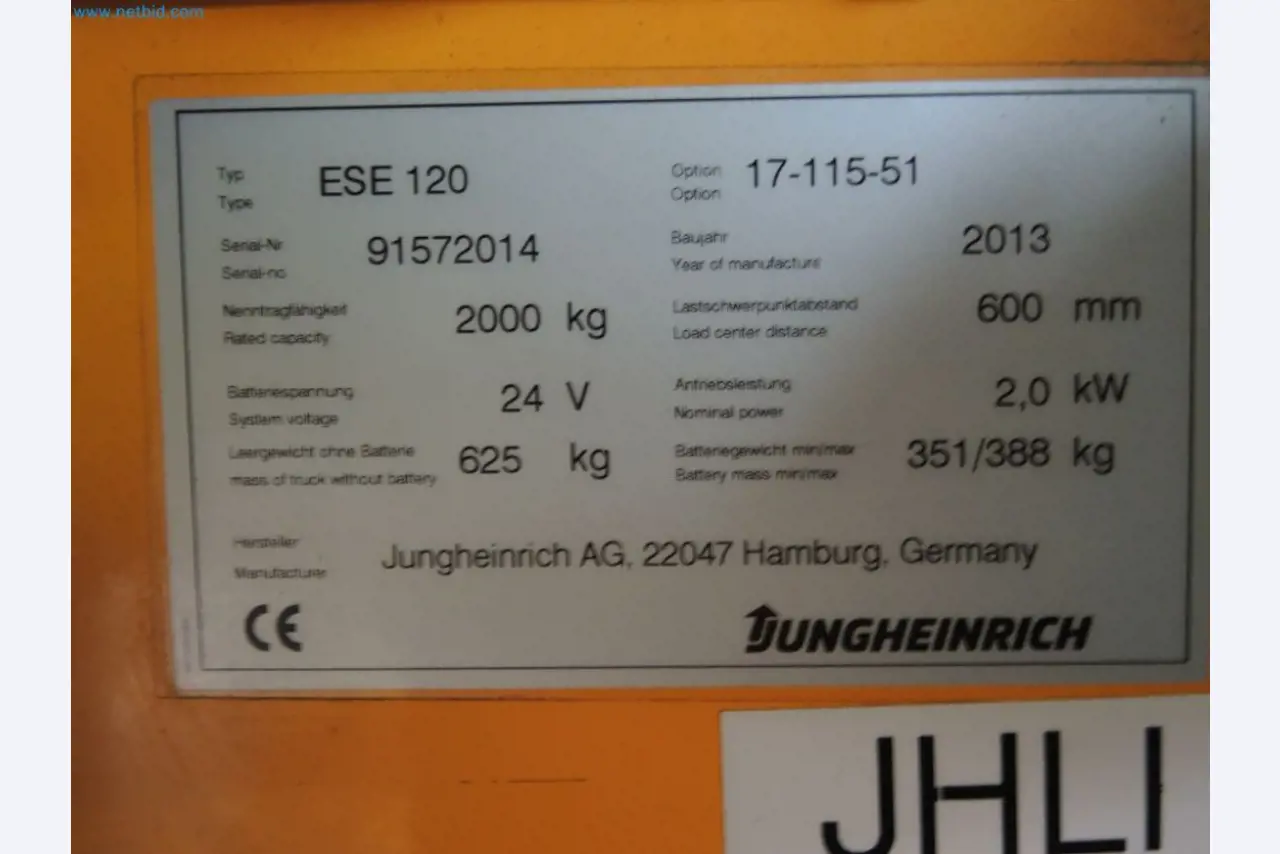 www.netbid.com
Typ
Type
ESE 120
Option
Option
17-115-51
Serial-Nr
Serial-no
91572014
Baujahr
Year of manufacture
2013
Nenntragfähigkeit
Rated capacity
2000 kg
Lastschwerpunktabstand
Load center distance
600 mm
Batteriespannung
System voltage
24 V
Antriebsleistung
Nominal power
2,0 kW
Leergewicht ohne Batterie
mass of truck without battery
625 kg
Batteriegewicht min/max
Battery mass min/max
351/388 kg
Hersteller
Manufacturer
Jungheinrich AG, 22047 Hamburg, Germany
CE
JUNGHEINRICH
JHLI